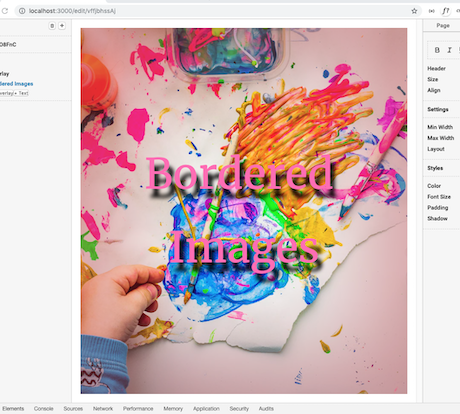 localhost:3000/edit/vffjbhssAj
Page
08FnC
B I
rlay
dered Images
verlay
Text
Header
Size
Align
Settings
Min Width
Max Width
Layout
Styles
Color
Font Size
Padding
Shadow
Bordered
Images
Elements Console Sources Network Performance Memory Application Security Audits